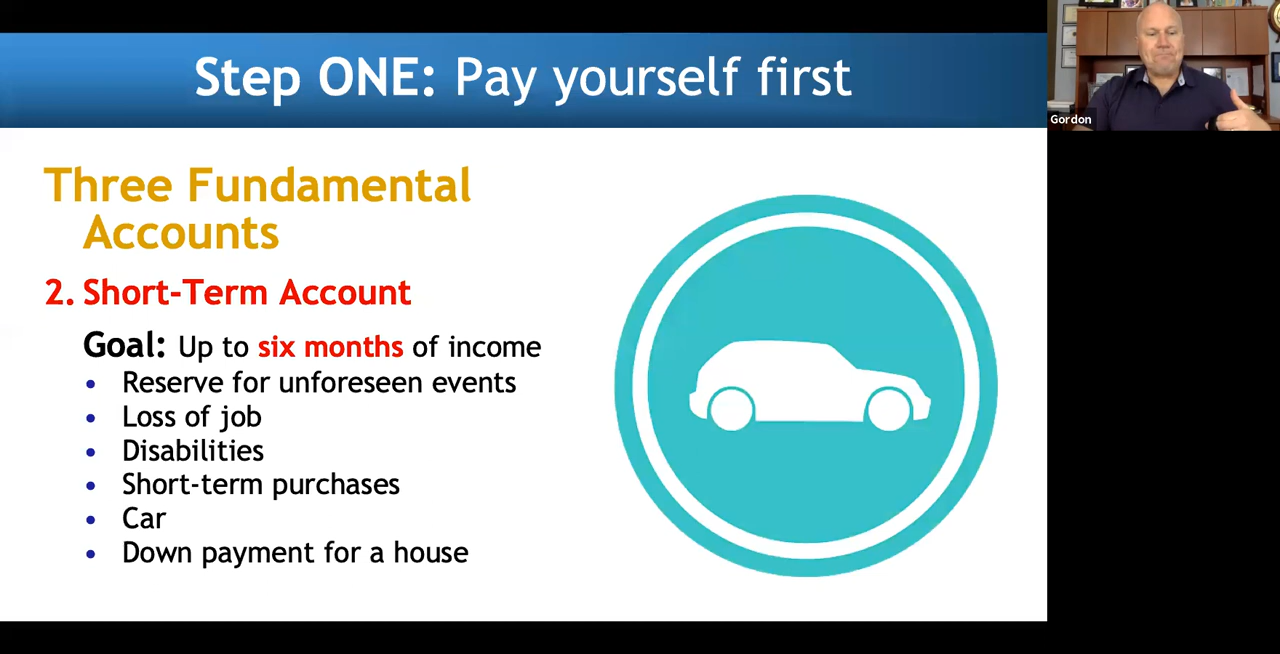 Step ONE: Pay yourself first
Gordon
Three Fundamental
Accounts
2. Short-Term Account
Goal: Up to six months of income
• Reserve for unforeseen events
• Loss of job
• Disabilities
• Short-term purchases
• Car
• Down payment for a house